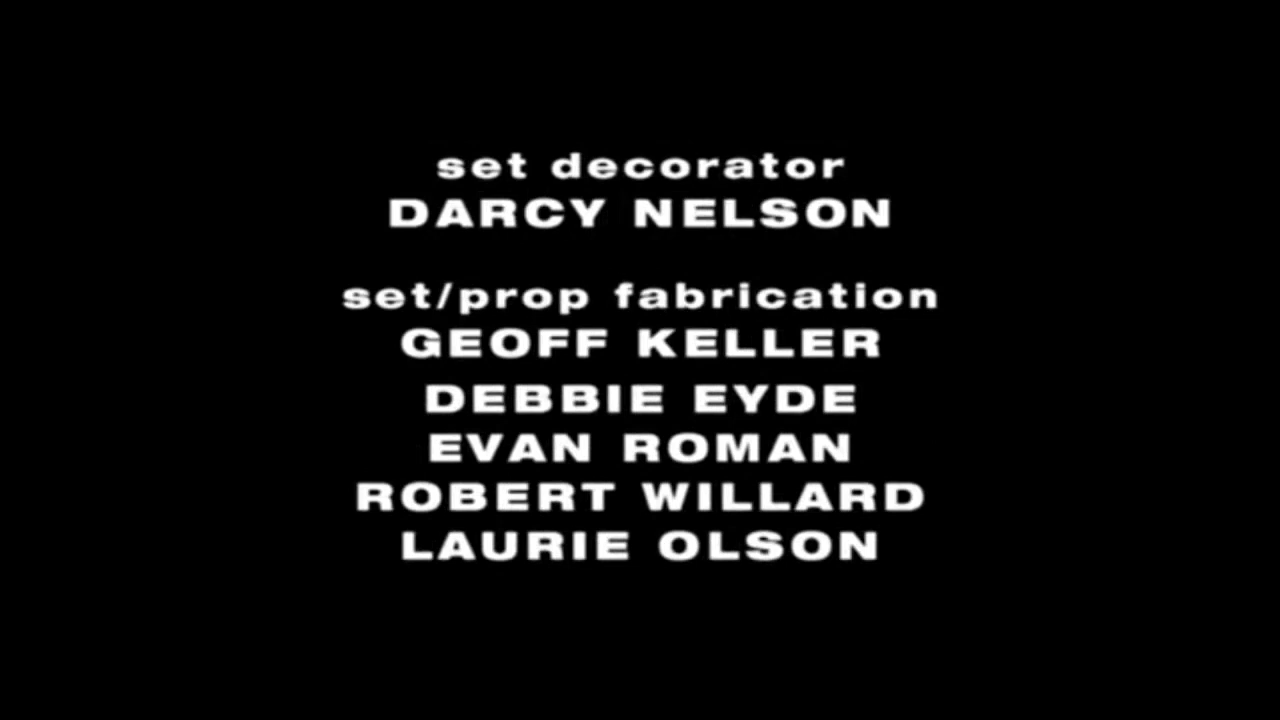 set decorator
DARCY NELSON
set/prop fabrication
GEOFF KELLER
DEBBIE EYDE
EVAN ROMAN
ROBERT WILLARD
LAURIE OLSON